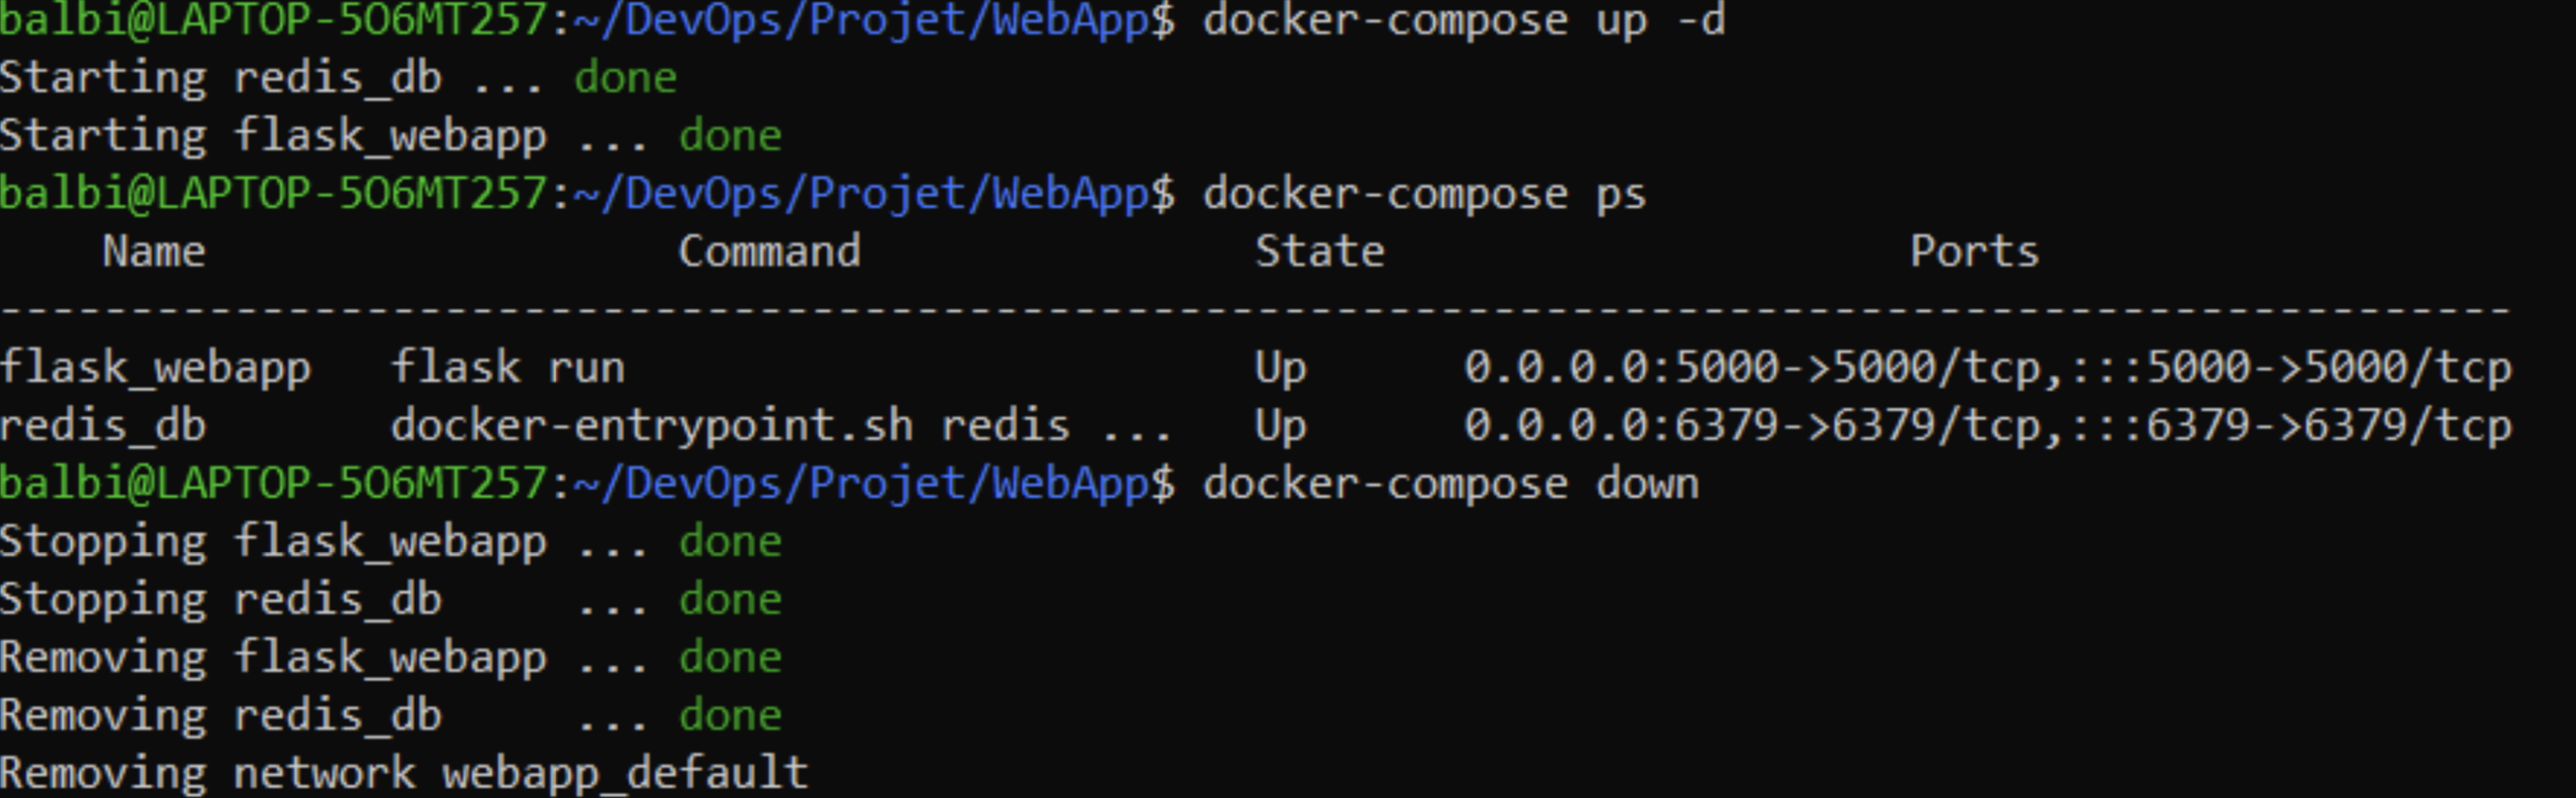 balbi@LAPTOP-5O6MT257:~/DevOps/Projet/WebApp$ docker-compose up -d
Starting redis_db ... done
Starting flask_webapp ... done
balbi@LAPTOP-5O6MT257:~/DevOps/Projet/WebApp$ docker-compose ps
    Name                  Command               State                    Ports
-------------------------------------------------------------------------------------------------
flask_webapp   flask run                        Up      0.0.0.0:5000->5000/tcp,:::5000->5000/tcp
redis_db       docker-entrypoint.sh redis ...   Up      0.0.0.0:6379->6379/tcp,:::6379->6379/tcp
balbi@LAPTOP-5O6MT257:~/DevOps/Projet/WebApp$ docker-compose down
Stopping flask_webapp ... done
Stopping redis_db     ... done
Removing flask_webapp ... done
Removing redis_db     ... done
Removing network webapp_default